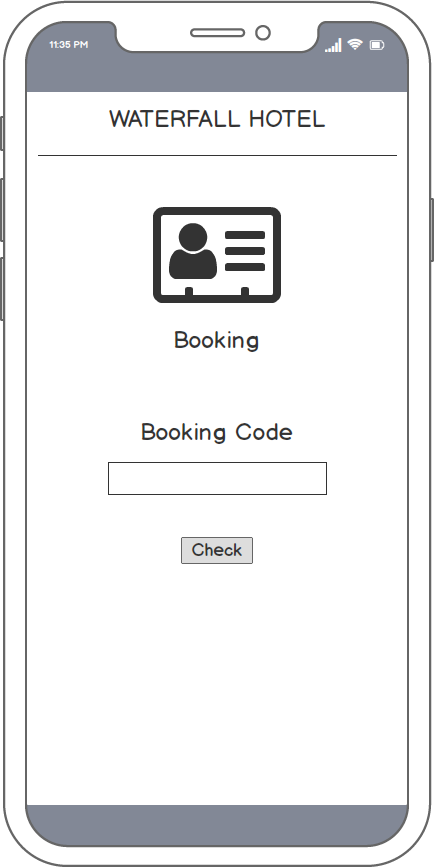 11:35 PM
WATERFALL HOTEL
Booking
Booking Code
Check